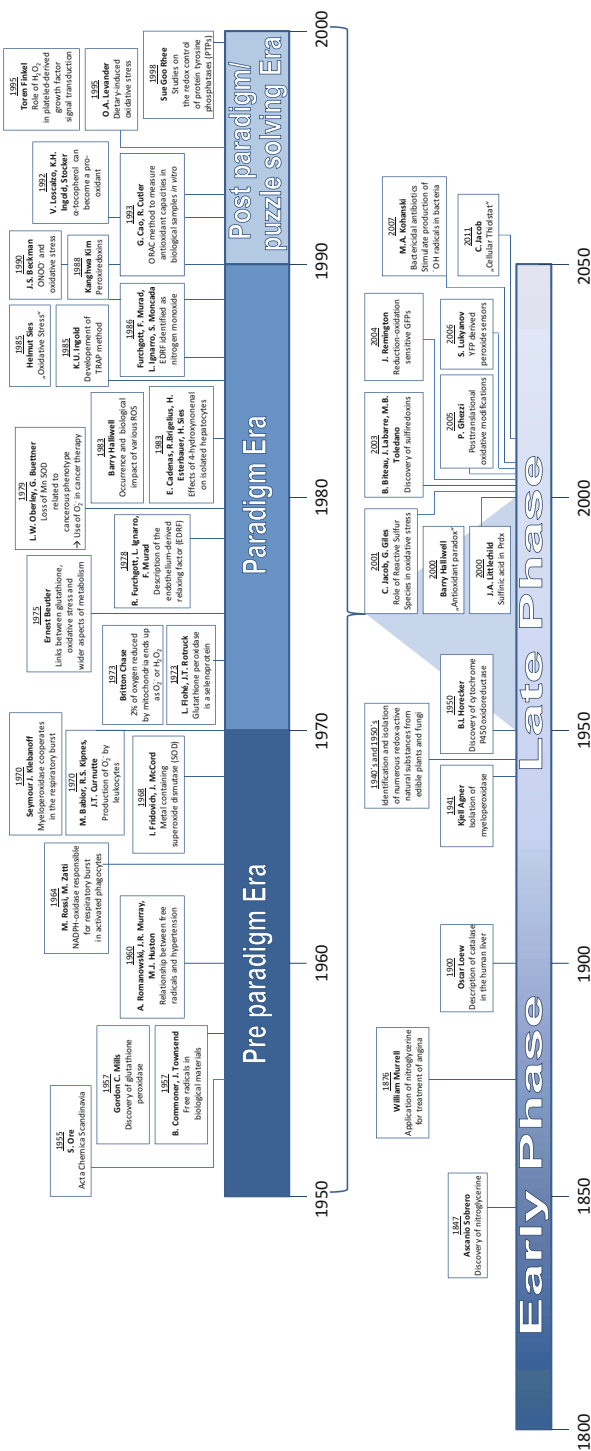 1955
S. Ore
Acta Chemica Scandinavia
1957
Gordon C. Mills
Discovery of glutathione
peroxidase
1957
B. Commoner, J. Townsend
Free radicals in
biological materials
1960
A. Romanowski, J.R. Murray,
M.J. Huston
Relationship between free
radicals and hypertension
1964
M. Rossi, M. Zatti
NADPH-oxidase responsible
for respiratory burst
in activated phagocytes
1970
Seymour J. Klebanoff
Myeloperoxidase cooperates
in the respiratory burst
1970
M. Babior, R.S. Kipnes,
J.T. Curnutte
Production of O₂⁻ by
leukocytes
1968
I. Fridovich, J. McCord
Metal containing
superoxide dismutase (SOD)
1975
Ernest Beutler
Links between glutathione,
oxidative stress and
wider aspects of metabolism
1973
Britton Chase
2% of oxygen reduced
by mitochondria ends up
as O₂⁻ or H₂O₂
1973
L. Flohé, J.T. Rotruck
Glutathione peroxidase
is a selenoprotein
1979
L.W. Oberley, G. Buettner
Loss of Mn SOD
related to
cancerous phenotype
→ Use of O₂⁻ in cancer therapy
1978
R. Furchgott, L. Ignarro,
F. Murad
Description of the
endothelium-derived
relaxing factor (EDRF)
1983
Barry Halliwell
Occurrence and biological
impact of various ROS
1983
E. Cadenas, R.Brigelius, H.
Esterbauer, H. Sies
Effects of 4-hydroxynonenal
on isolated hepatocytes
1985
Helmut Sies
„Oxidative Stress“
1985
K.U. Ingold
Developement of
TRAP method
1986
Furchgott, F. Murad,
L. Ignarro, S. Moncada
EDRF identified as
nitrogen monoxide
1990
J.S. Beckman
ONOO⁻ and
oxidative stress
1988
Kanghwa Kim
Peroxiredoxins
1992
V. Loscalzo, K.H.
Ingold, Stocker
α-tocopherol can
become a pro-
oxidant
1993
G. Cao, R. Cutler
ORAC method to measure
antioxidant capacities in
biological samples in vitro
1995
Toren Finkel
Role of H₂O₂
in plateled-derived
growth factor
signal transduction
1995
O.A. Levander
Dietary-induced
oxidative stress
1998
Sue Goo Rhee
Studies on
the redox control
of protein tyrosine
phosphatases (PTPs)
Pre paradigm Era
Paradigm Era
Post paradigm/
puzzle solving Era
1950
1960
1970
1980
1990
2000
1847
Ascanio Sobrero
Discovery of nitroglycerine
1876
William Murrell
Application of nitroglycerine
for treatment of angina
1900
Oscar Loew
Description of catalase
in the human liver
1940´s and 1950´s
Identification and isolation
of numerous redox-active
natural substances from
edible plants and fungi
1941
Kjell Agner
Isolation of
myeloperoxidase
1950
B.L. Horecker
Discovery of cytochrome
P450 oxidoreductase
2001
C. Jacob, G. Giles
Role of Reactive Sulfur
Species in oxidative stress
2000
Barry Halliwell
„Antioxidant paradox“
2000
J.A. Littlechild
Sulfinic acid in Prdx
2003
B. Biteau, J. Labarre, M.B.
Toledano
Discovery of sulfiredoxins
2005
P. Ghezzi
Posttranslational
oxidative modifications
2004
J. Remington
Reduction-oxidation
sensitive GFPs
2006
S. Lukyanov
YFP derived
peroxide sensors
2007
M.A. Kohanski
Bactericidal antibiotics
Stimulate production of
OH radicals in bacteria
2011
C. Jacob
„Cellular Thiolstat“
Early Phase
Late Phase
1800
1850
1900
1950
2000
2050